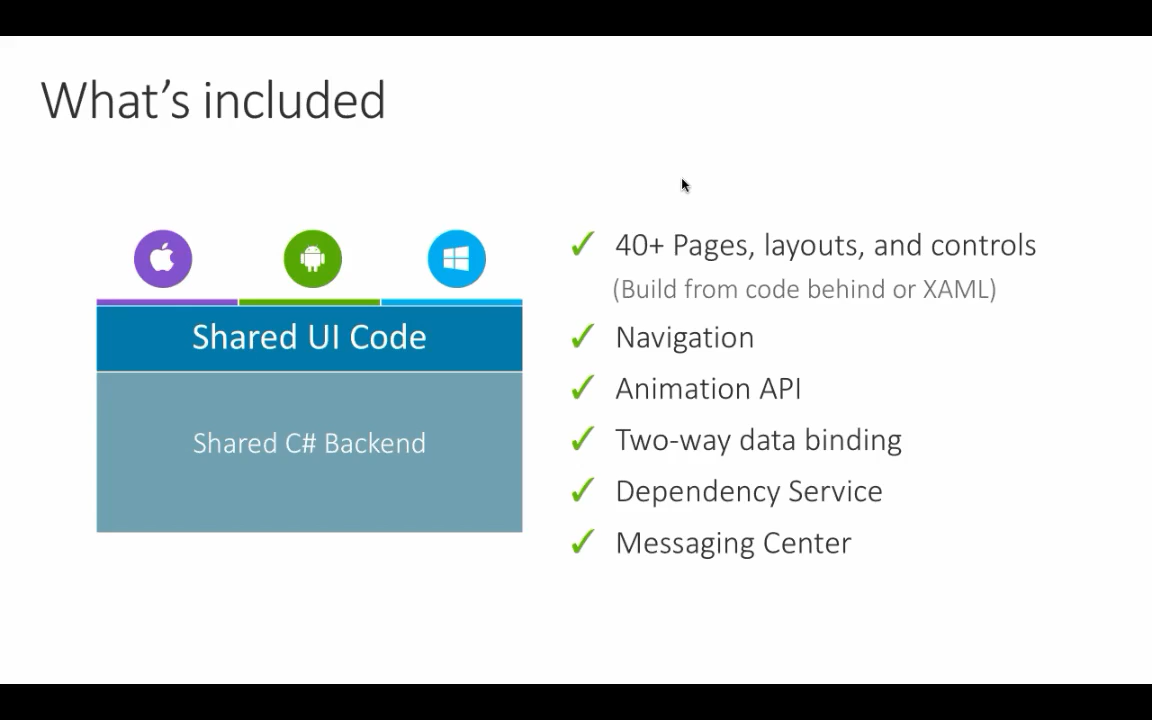 What's included
Shared UI Code
Shared C# Backend
✓ 40+ Pages, layouts, and controls
(Build from code behind or XAML)
✓ Navigation
✓ Animation API
✓ Two-way data binding
✓ Dependency Service
✓ Messaging Center